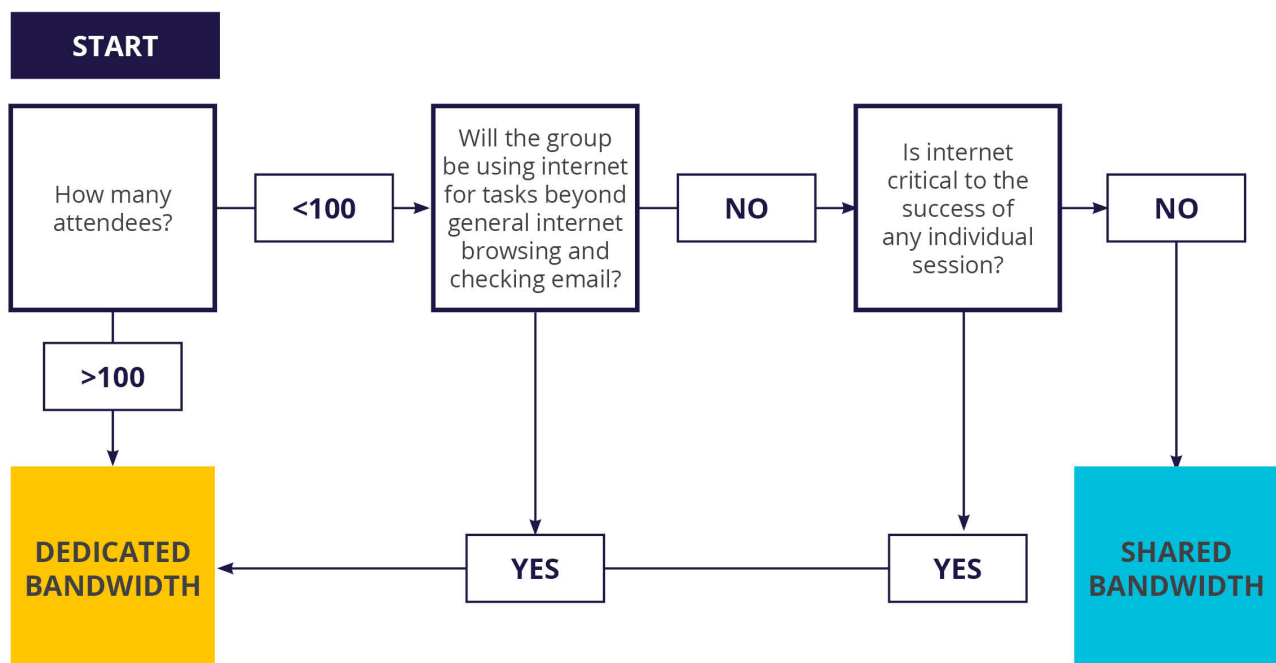 START
How many
attendees?
<100
Will the group
be using internet
for tasks beyond
general internet
browsing and
checking email?
NO
Is internet
critical to the
success of
any individual
session?
NO
>100
DEDICATED
BANDWIDTH
YES
YES
SHARED
BANDWIDTH